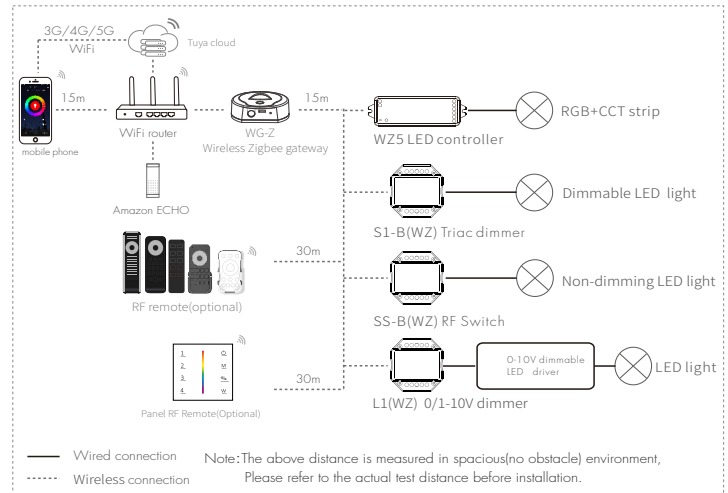 3G/4G/5G
WiFi
Tuya cloud
15m
15m
mobile phone
WiFi router
WG-Z
Wireless Zigbee gateway
Amazon ECHO
WZ5 LED controller
RGB+CCT strip
S1-B(WZ) Triac dimmer
Dimmable LED light
30m
RF remote(optional)
SS-B(WZ) RF Switch
Non-dimming LED light
1
2
3
4
M
W
30m
Panel RF Remote(Optional)
0-10V dimmable
LED driver
LED light
L1(WZ) 0/1-10V dimmer
Wired connection
Wireless connection
Note:The above distance is measured in spacious(no obstacle) environment,
Please refer to the actual test distance before installation.